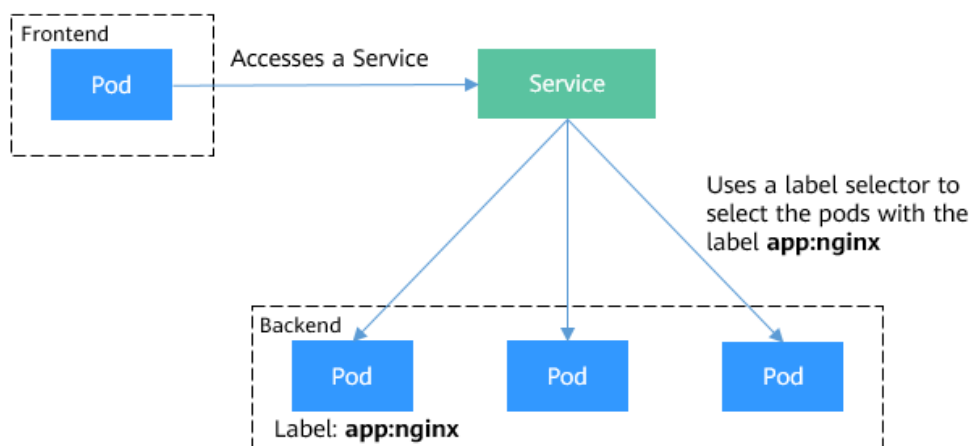 Frontend
Pod
Accesses a Service
Service
Uses a label selector to
select the pods with the
label app:nginx
Backend
Pod
Pod
Pod
Label: app:nginx